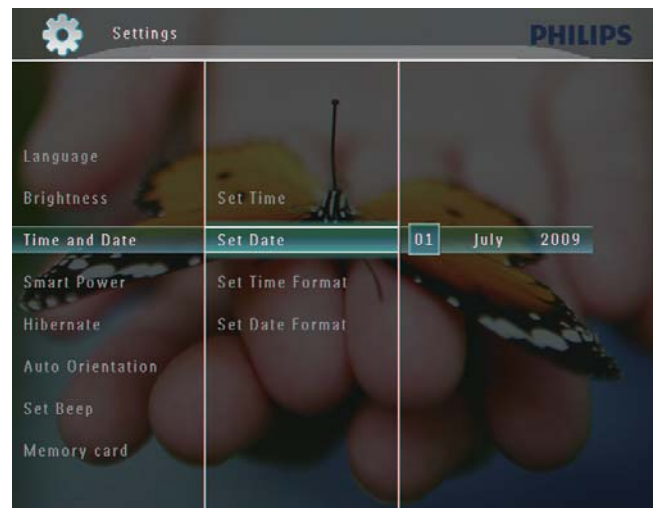 Settings
PHILIPS
Language
Brightness
Set Time
Time and Date
Set Date
01 July 2009
Smart Power
Set Time Format
Hibernate
Set Date Format
Auto Orientation
Set Beep
Memory card